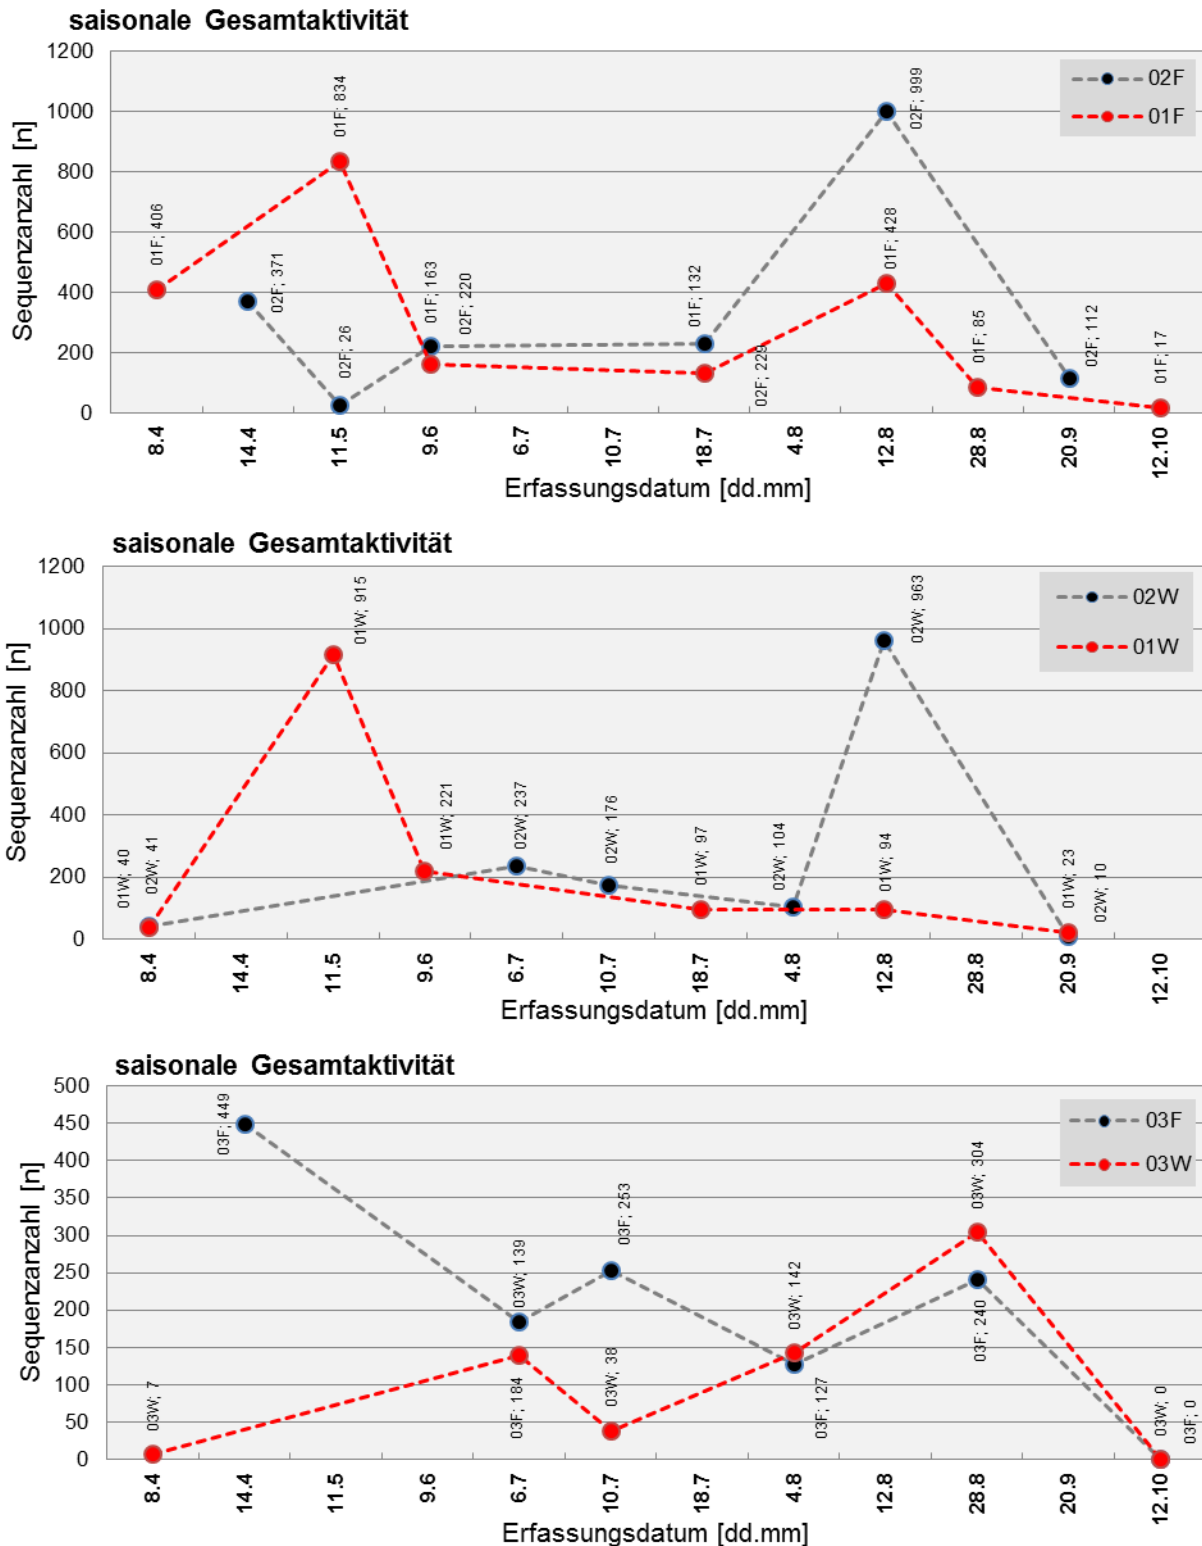 saisonale Gesamtaktivität
1200
1000
800
600
400
200
0
Sequenzanzahl [n]
02F
01F
01F; 406
02F; 371
01F; 834
02F; 26
01F; 163
02F; 220
01F; 132
02F; 229
01F; 428
02F; 999
01F; 85
02F; 112
01F; 17
8.4
14.4
11.5
9.6
6.7
10.7
18.7
4.8
12.8
28.8
20.9
12.10
Erfassungsdatum [dd.mm]
saisonale Gesamtaktivität
1200
1000
800
600
400
200
0
Sequenzanzahl [n]
02W
01W
01W; 40
02W; 41
01W; 915
01W; 221
02W; 237
02W; 176
01W; 97
02W; 104
01W; 94
02W; 963
01W; 23
02W; 10
8.4
14.4
11.5
9.6
6.7
10.7
18.7
4.8
12.8
28.8
20.9
12.10
Erfassungsdatum [dd.mm]
saisonale Gesamtaktivität
500
450
400
350
300
250
200
150
100
50
0
Sequenzanzahl [n]
03F
03W
03W; 7
03F; 449
03W; 139
03F; 184
03F; 253
03W; 38
03W; 142
03F; 127
03W; 304
03F; 240
03W; 0
03F; 0
8.4
14.4
11.5
9.6
6.7
10.7
18.7
4.8
12.8
28.8
20.9
12.10
Erfassungsdatum [dd.mm]